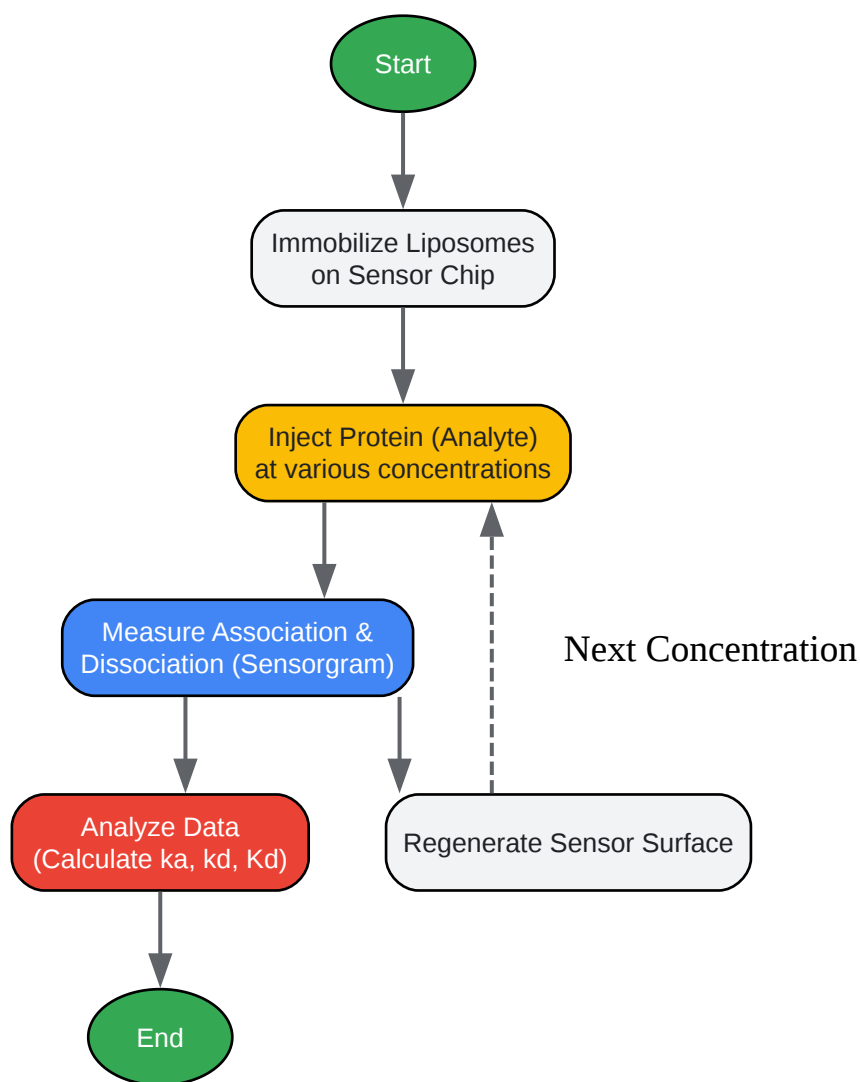 Start
Immobilize Liposomes
on Sensor Chip
Inject Protein (Analyte)
at various concentrations
Measure Association &
Dissociation (Sensorgram)
Next Concentration
Analyze Data
(Calculate ka, kd, Kd)
Regenerate Sensor Surface
End